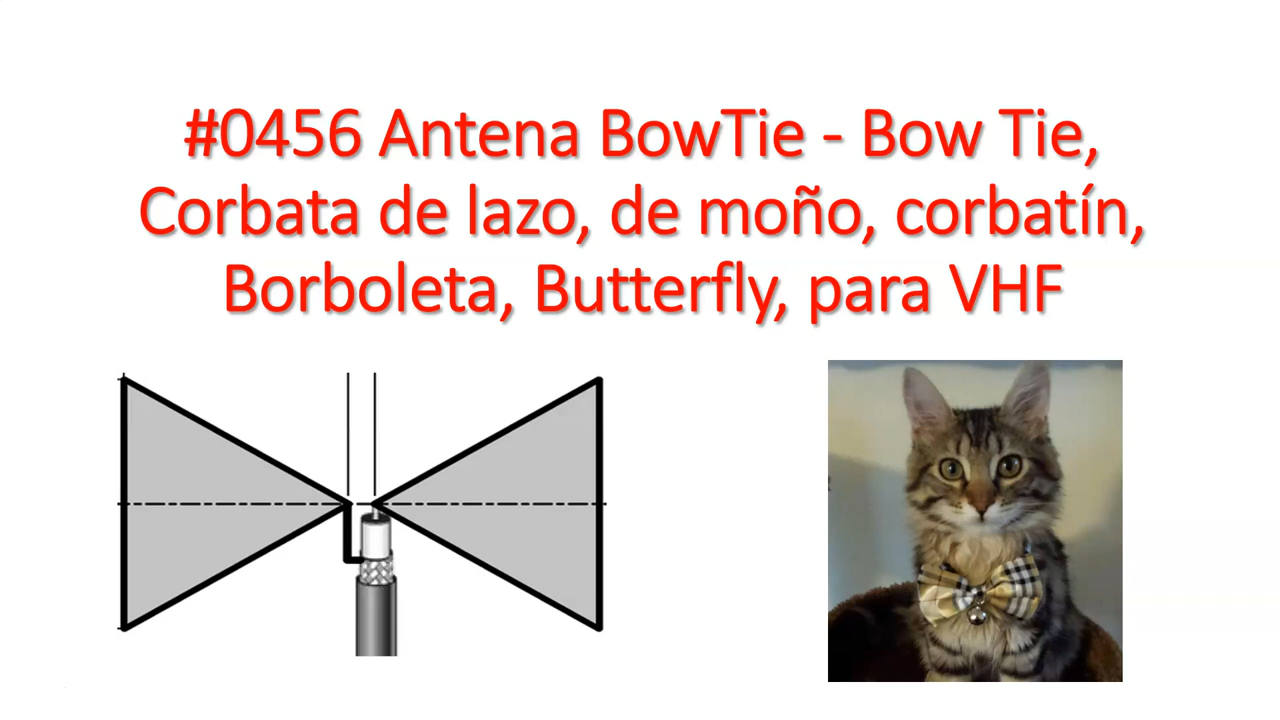 #0456 Antena BowTie - Bow Tie,
Corbata de lazo, de moño, corbatín,
Borboleta, Butterfly, para VHF